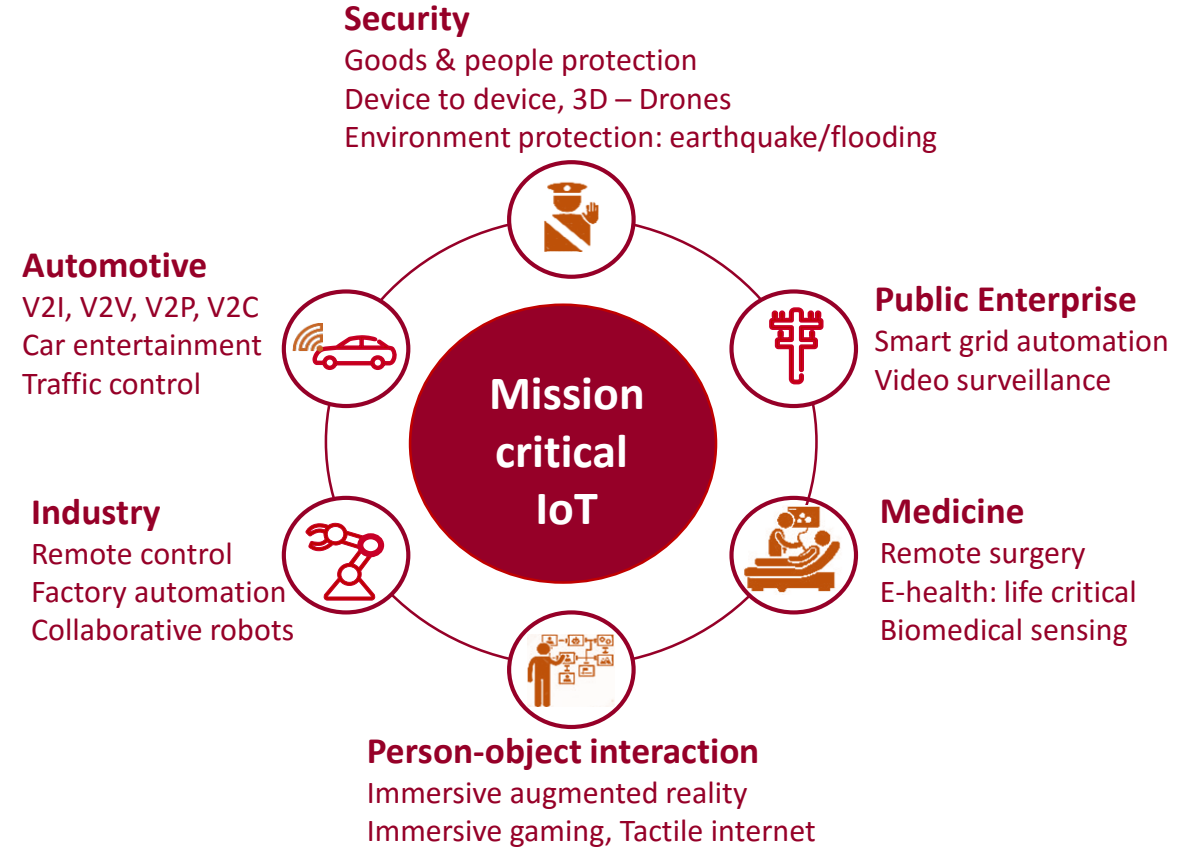 Security
Goods & people protection
Device to device, 3D – Drones
Environment protection: earthquake/flooding
Automotive
V2I, V2V, V2P, V2C
Car entertainment
Traffic control
Public Enterprise
Smart grid automation
Video surveillance
Mission
critical
IoT
Industry
Remote control
Factory automation
Collaborative robots
Medicine
Remote surgery
E-health: life critical
Biomedical sensing
Person-object interaction
Immersive augmented reality
Immersive gaming, Tactile internet